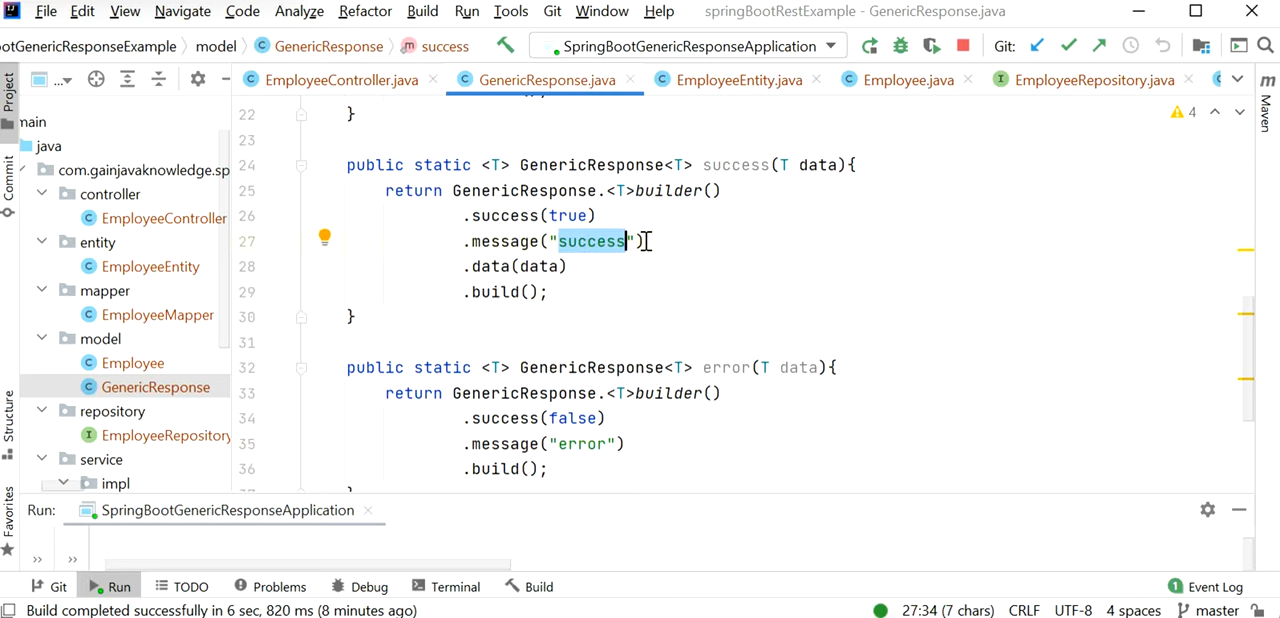 File Edit View Navigate Code Analyze Refactor Build Run Tools Git Window Help springBootRestExample - GenericResponse.java
otGenericResponseExample model GenericResponse success SpringBootGenericResponseApplication Git:
... EmployeeController.java GenericResponse.java EmployeeEntity.java Employee.java EmployeeRepository.java
Project
Commit
Structure
Favorites
Maven
main
java
com.gainjavaknowledge.sp
controller
EmployeeController
entity
EmployeeEntity
mapper
EmployeeMapper
model
Employee
GenericResponse
repository
EmployeeRepository
service
impl
4
22 }
23
24 public static <T> GenericResponse<T> success(T data){
25 return GenericResponse.<T>builder()
26 .success(true)
27 .message("success")
28 .data(data)
29 .build();
30 }
31
32 public static <T> GenericResponse<T> error(T data){
33 return GenericResponse.<T>builder()
34 .success(false)
35 .message("error")
36 .build();
Run: SpringBootGenericResponseApplication
Git Run TODO Problems Debug Terminal Build 1 Event Log
Build completed successfully in 6 sec, 820 ms (8 minutes ago) 27:34 (7 chars) CRLF UTF-8 4 spaces master